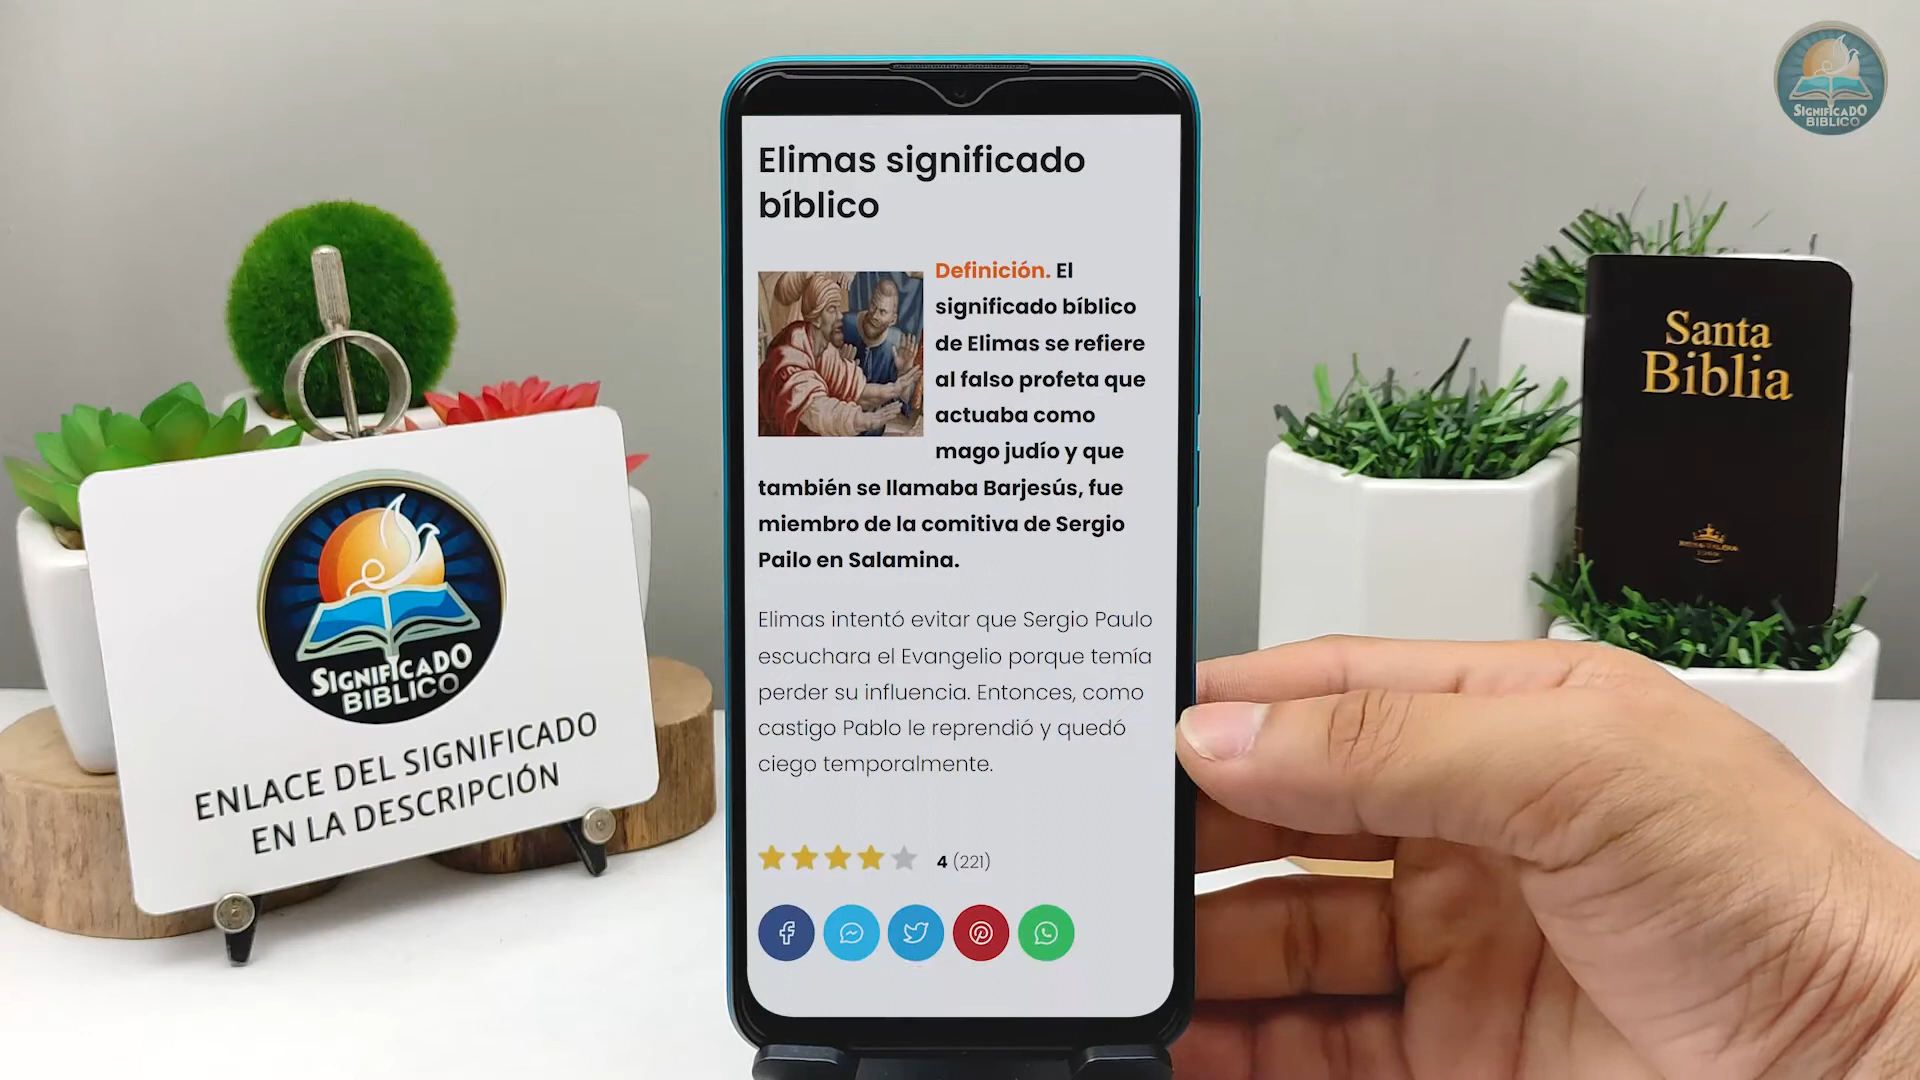 SIGNIFICADO
BIBLICO
Elimas significado
bíblico
Definición. El
significado bíblico
de Elimas se refiere
al falso profeta que
actuaba como
mago judío y que
también se llamaba Barjesús, fue
miembro de la comitiva de Sergio
Pailo en Salamina.
Elimas intentó evitar que Sergio Paulo
escuchara el Evangelio porque temía
perder su influencia. Entonces, como
castigo Pablo le reprendió y quedó
ciego temporalmente.
4 (221)
SIGNIFICADO
BIBLICO
ENLACE DEL SIGNIFICADO
EN LA DESCRIPCIÓN
Santa
Biblia